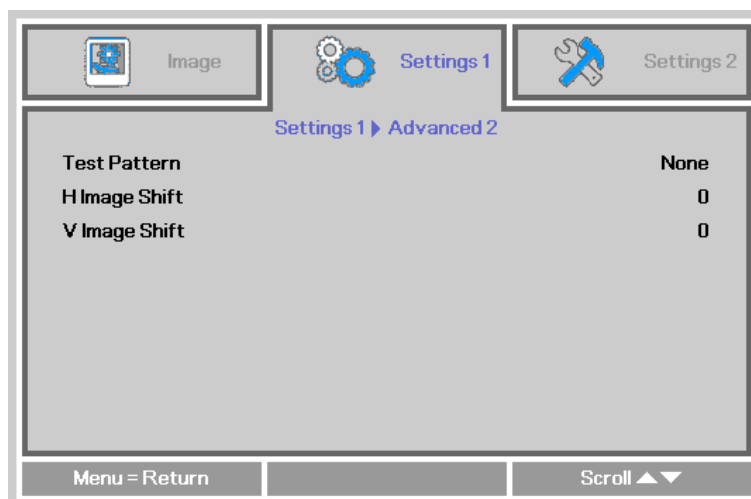 Image
Settings 1
Settings 2
Settings 1 ▶ Advanced 2
Test Pattern None
H Image Shift 0
V Image Shift 0
Menu = Return
Scroll ▲▼